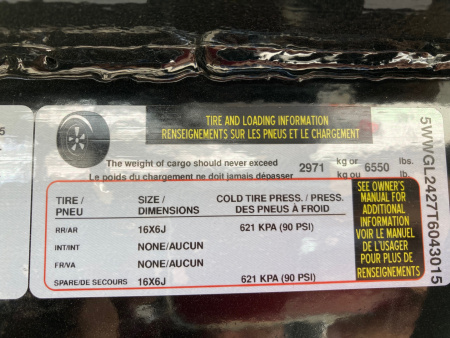 TIRE AND LOADING INFORMATION
RENSEIGNEMENTS SUR LES PNEUS ET LE CHARGEMENT
The weight of cargo should never exceed 2971 kg or 6550 lbs.
Le poids du chargement ne doit jamais dépasser kg ou lb.
TIRE / PNEU SIZE / DIMENSIONS COLD TIRE PRESS. / PRESS. DES PNEUS À FROID
RR/AR 16X6J 621 KPA (90 PSI)
INT/INT NONE/AUCUN
FR/VA NONE/AUCUN
SPARE/DE SECOURS 16X6J 621 KPA (90 PSI)
SEE OWNER'S
MANUAL FOR
ADDITIONAL
INFORMATION
VOIR LE MANUEL
DE L'USAGER
POUR PLUS DE
RENSEIGNEMENTS
5WWGL2427T6043015